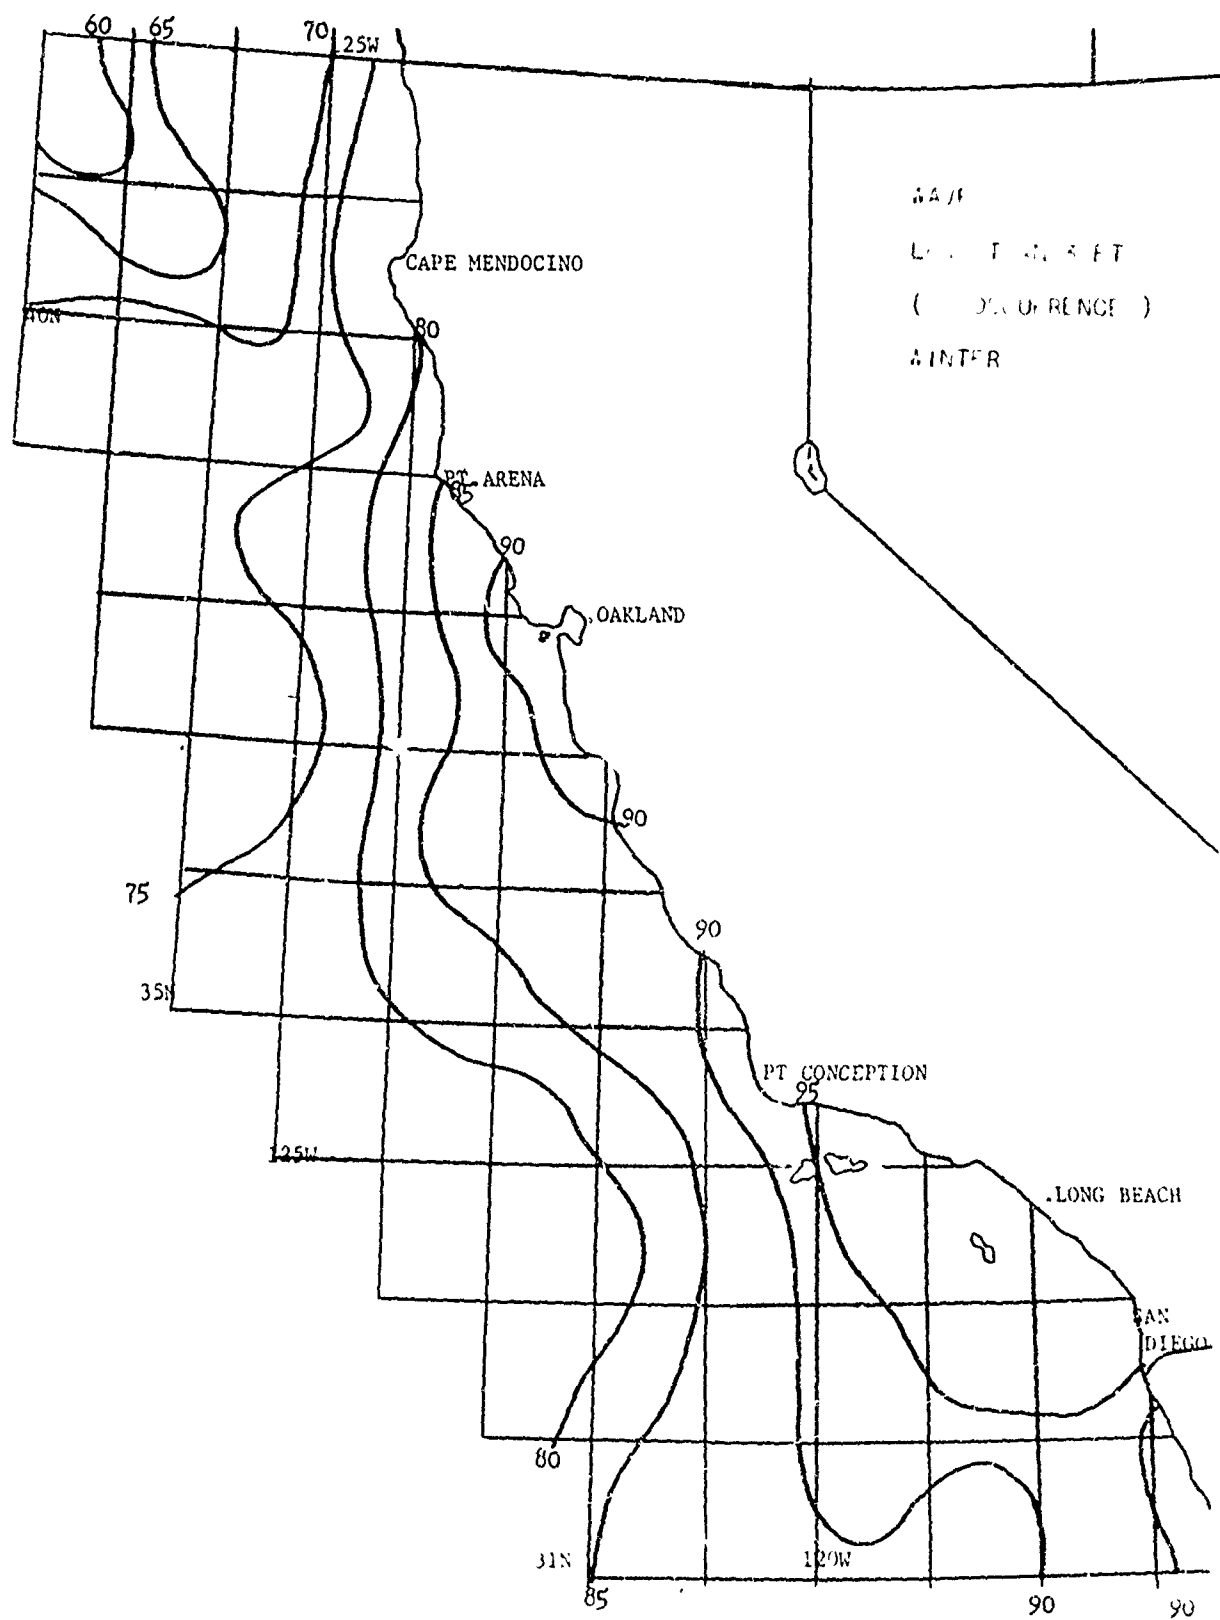 60 65 70
25W
CAPE MENDOCINO
40N
80
PT. ARENA
85
90
.OAKLAND
90
75
90
35N
PT CONCEPTION
95
125W
.LONG BEACH
SAN
DIEGO
80
31N
120W
85
90
90
WINTER